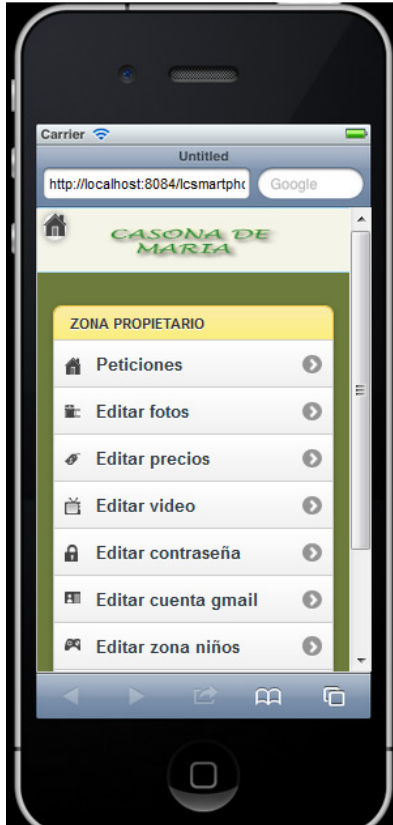 Carrier
Untitled
http://localhost:8084/lcsmartphc
Google
CASONA DE
MARIA
ZONA PROPIETARIO
Peticiones
Editar fotos
Editar precios
Editar video
Editar contraseña
Editar cuenta gmail
Editar zona niños